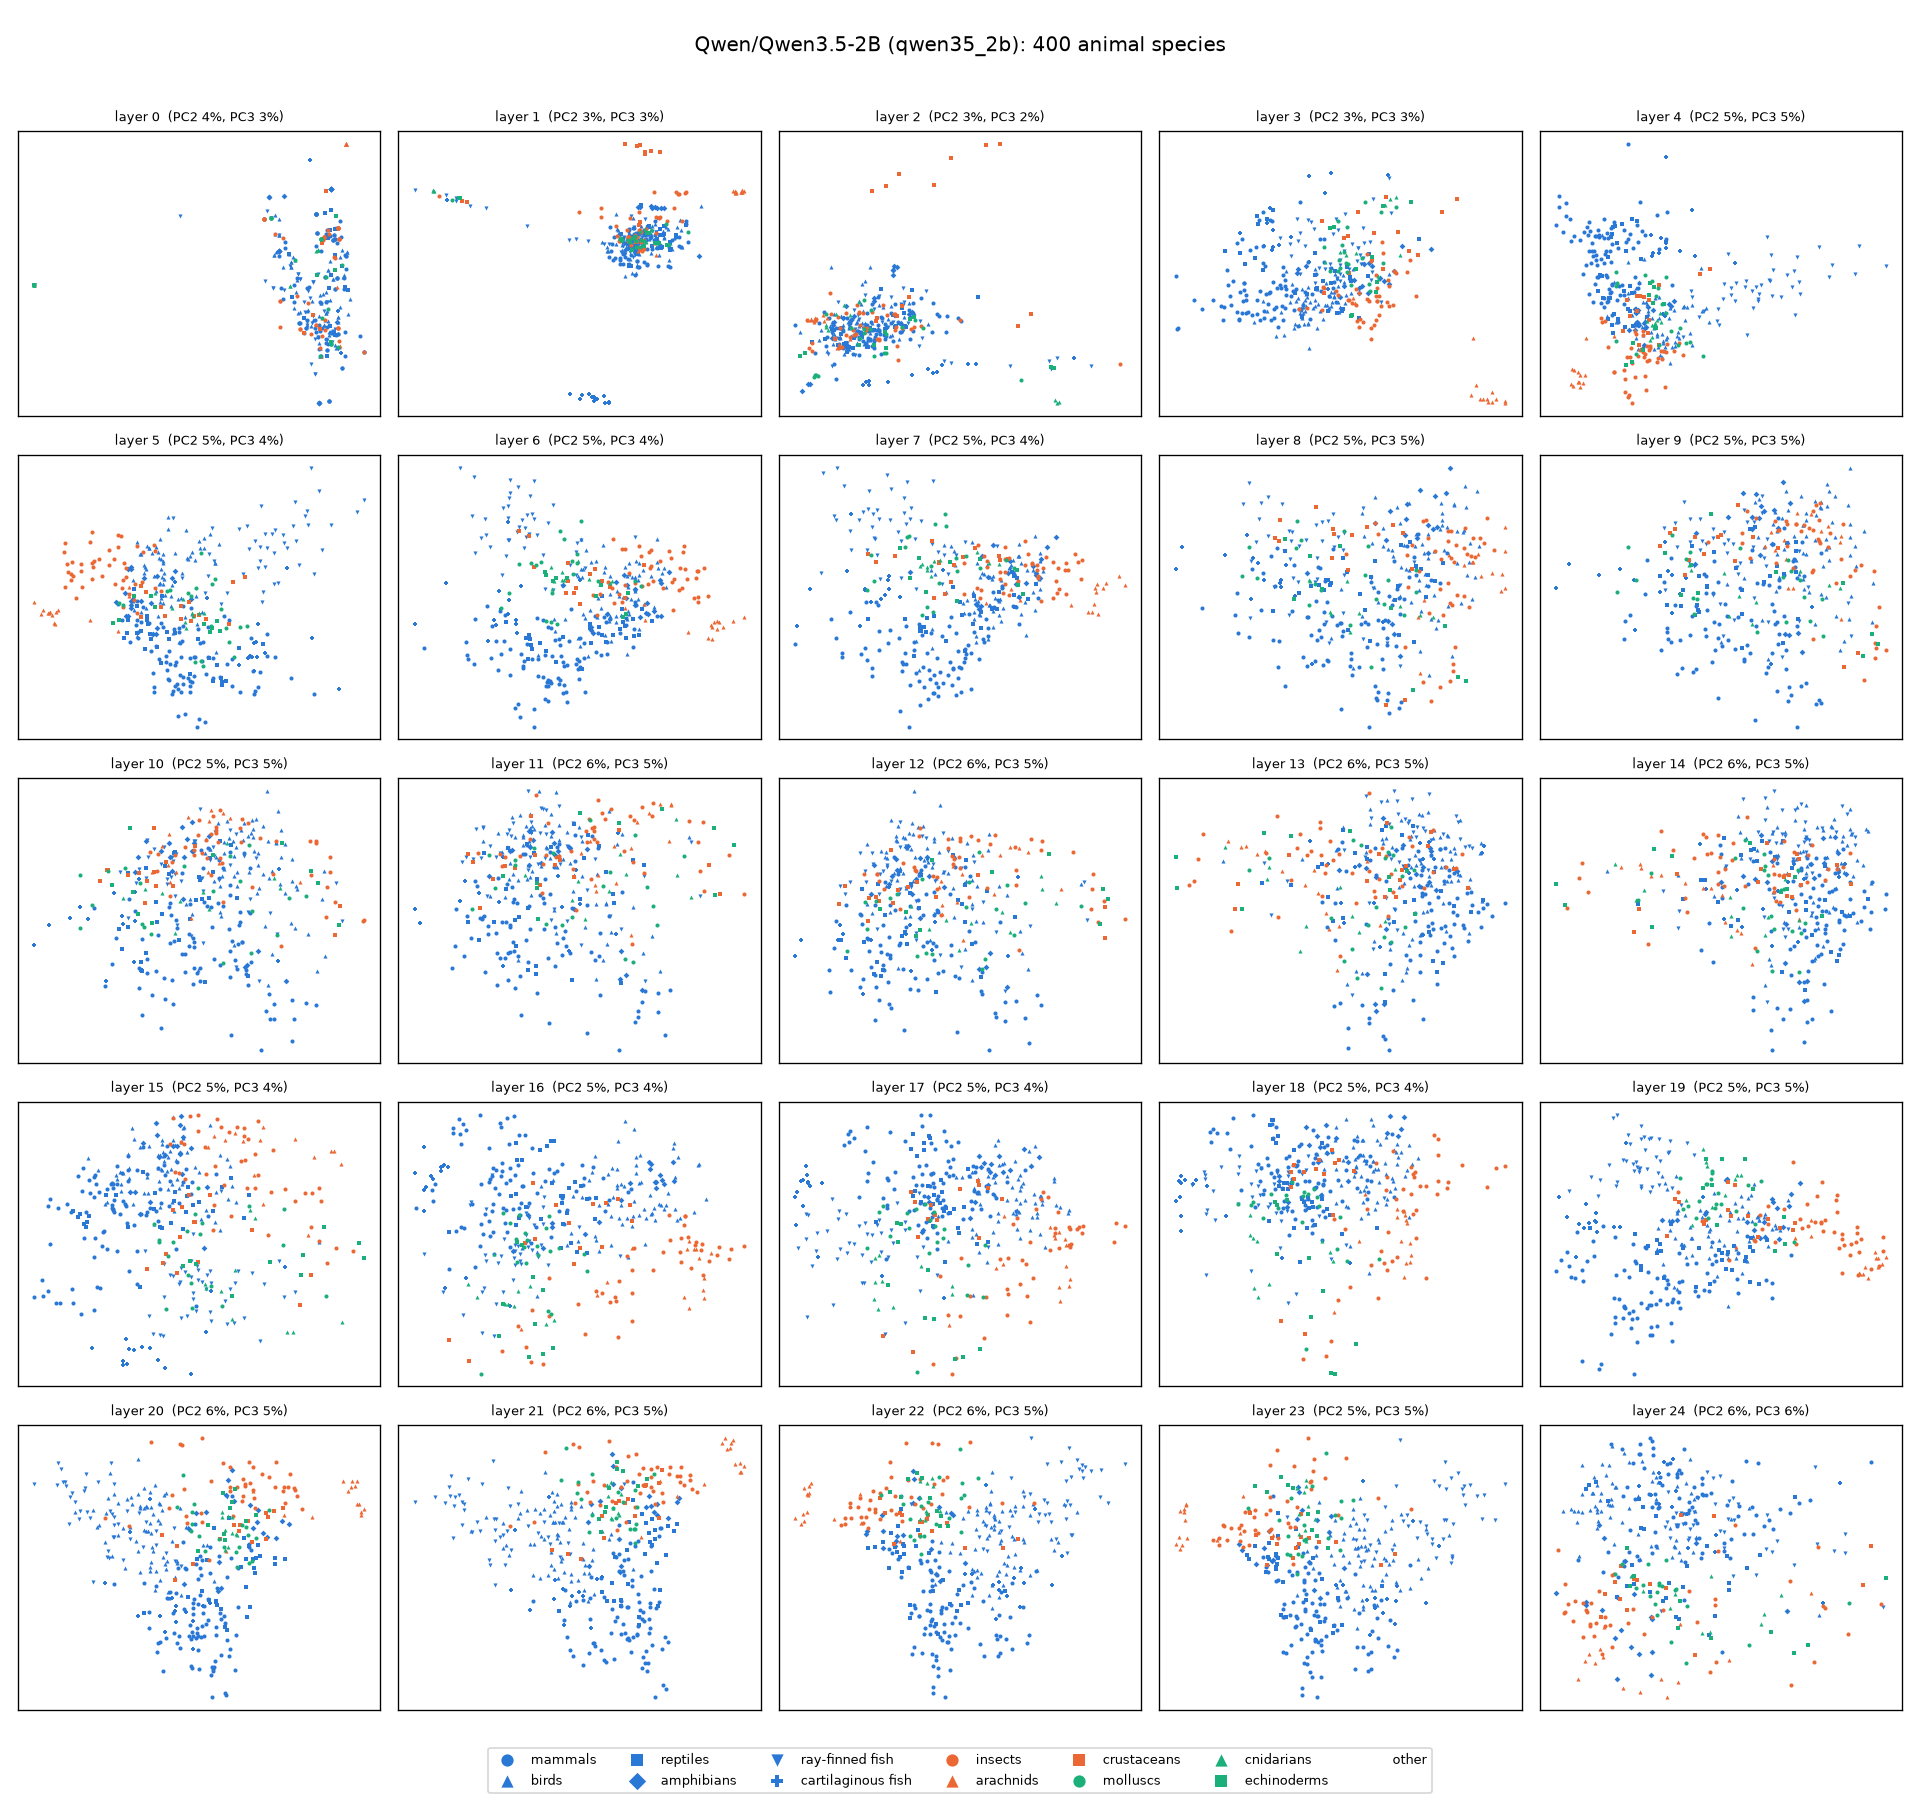 Qwen/Qwen3.5-2B (qwen35_2b): 400 animal species
layer 0 (PC2 4%, PC3 3%)
layer 1 (PC2 3%, PC3 3%)
layer 2 (PC2 3%, PC3 2%)
layer 3 (PC2 3%, PC3 3%)
layer 4 (PC2 5%, PC3 5%)
layer 5 (PC2 5%, PC3 4%)
layer 6 (PC2 5%, PC3 4%)
layer 7 (PC2 5%, PC3 4%)
layer 8 (PC2 5%, PC3 5%)
layer 9 (PC2 5%, PC3 5%)
layer 10 (PC2 5%, PC3 5%)
layer 11 (PC2 6%, PC3 5%)
layer 12 (PC2 6%, PC3 5%)
layer 13 (PC2 6%, PC3 5%)
layer 14 (PC2 6%, PC3 5%)
layer 15 (PC2 5%, PC3 4%)
layer 16 (PC2 5%, PC3 4%)
layer 17 (PC2 5%, PC3 4%)
layer 18 (PC2 5%, PC3 4%)
layer 19 (PC2 5%, PC3 5%)
layer 20 (PC2 6%, PC3 5%)
layer 21 (PC2 6%, PC3 5%)
layer 22 (PC2 6%, PC3 5%)
layer 23 (PC2 5%, PC3 5%)
layer 24 (PC2 6%, PC3 6%)
mammals reptiles ray-finned fish insects crustaceans cnidarians other
birds amphibians cartilaginous fish arachnids molluscs echinoderms